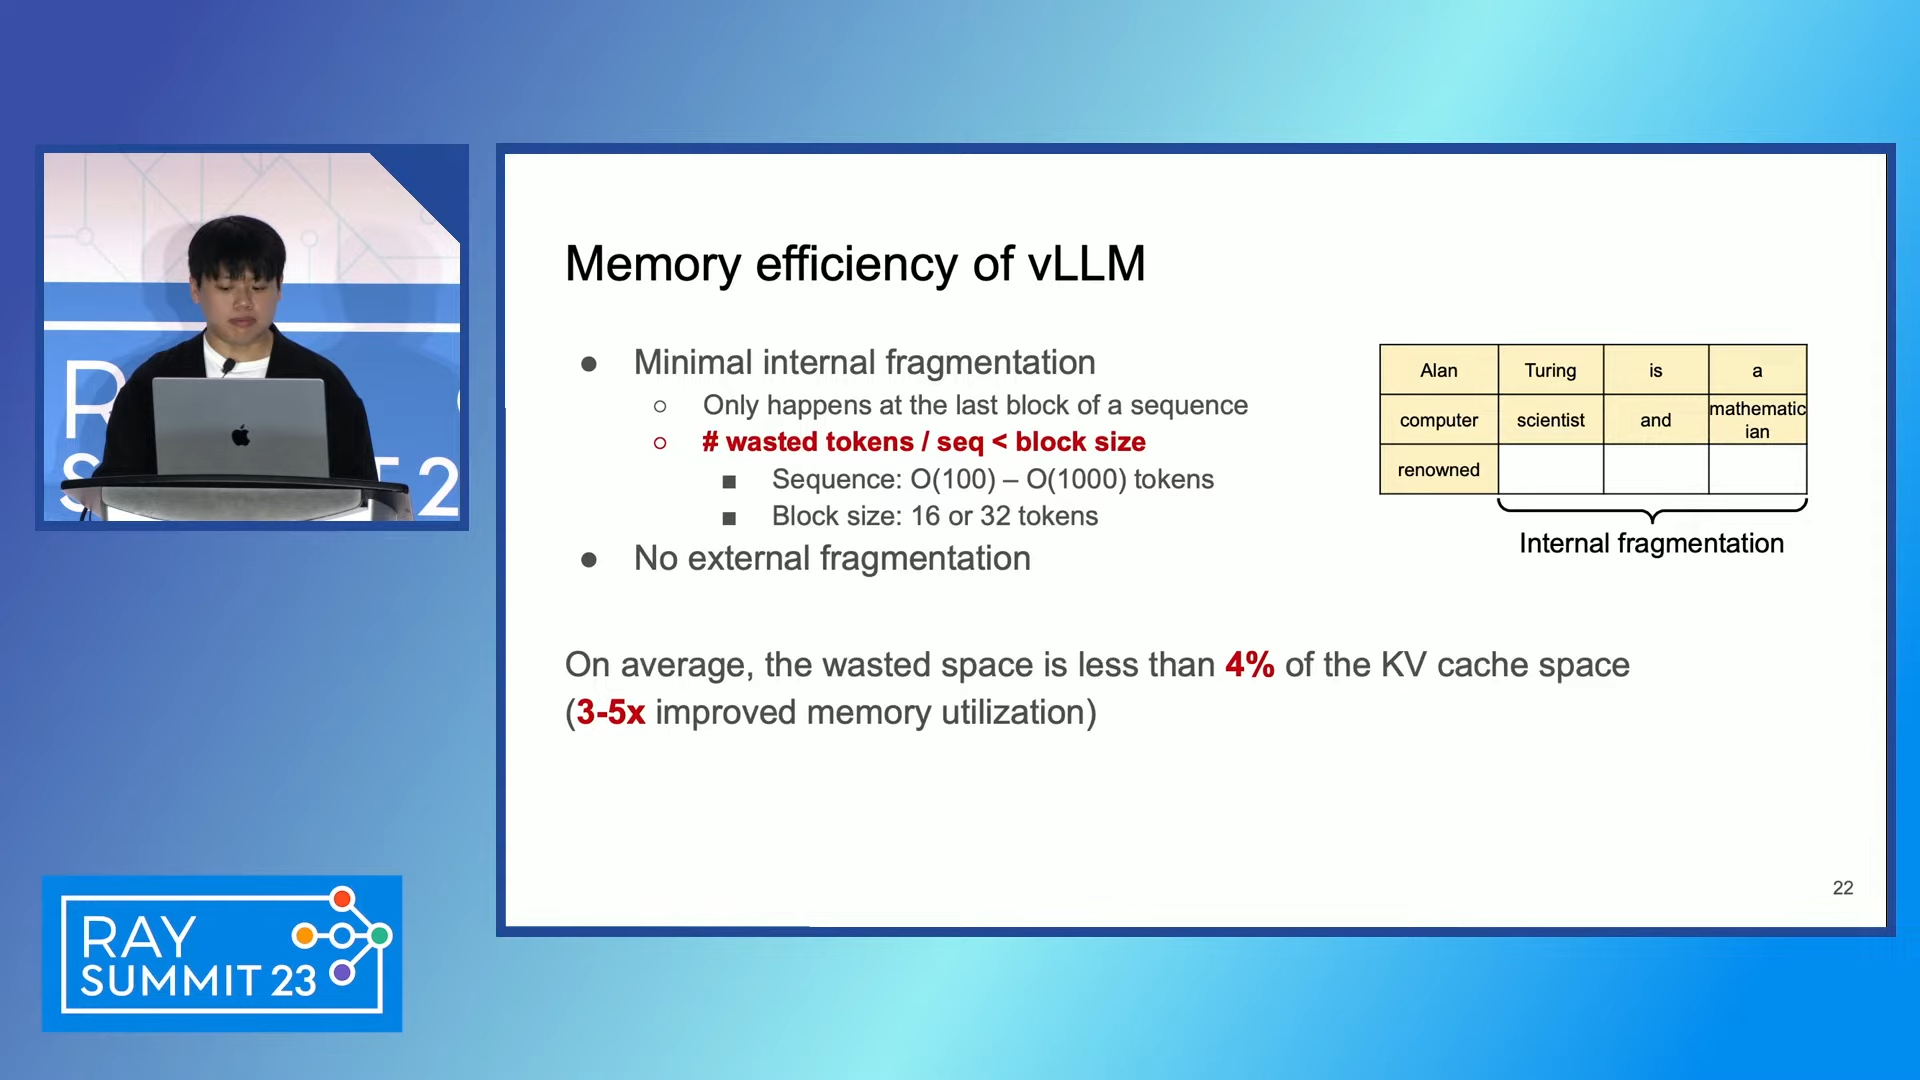 Memory efficiency of vLLM
● Minimal internal fragmentation
○ Only happens at the last block of a sequence
○ # wasted tokens / seq < block size
■ Sequence: O(100) – O(1000) tokens
■ Block size: 16 or 32 tokens
● No external fragmentation
Alan Turing is a
computer scientist and mathematic
ian
renowned
Internal fragmentation
On average, the wasted space is less than 4% of the KV cache space
(3-5x improved memory utilization)
22
R
S 2
RAY
SUMMIT 23